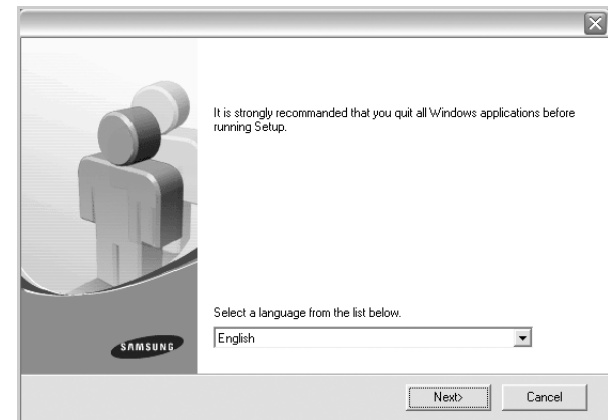 It is strongly recommanded that you quit all Windows applications before
running Setup.
Select a language from the list below.
English
SAMSUNG
Next>
Cancel